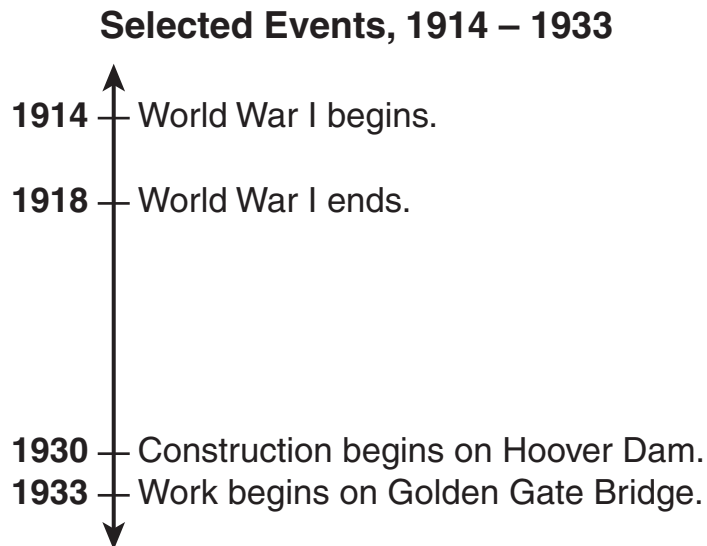 Selected Events, 1914 – 1933
1914 World War I begins.
1918 World War I ends.
1930 Construction begins on Hoover Dam.
1933 Work begins on Golden Gate Bridge.